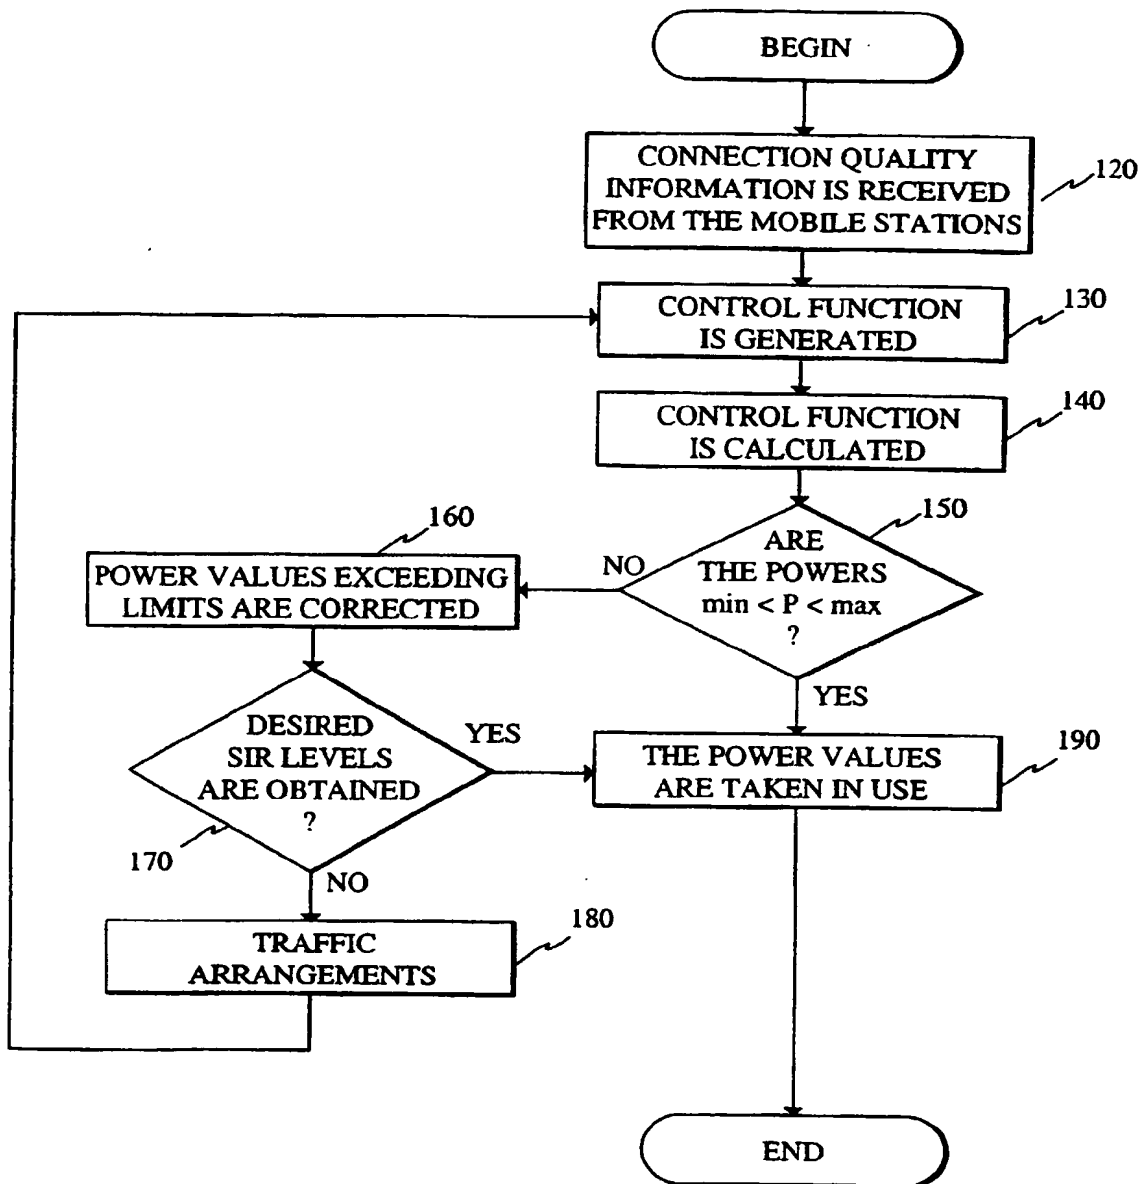 BEGIN
CONNECTION QUALITY
INFORMATION IS RECEIVED
FROM THE MOBILE STATIONS
120
CONTROL FUNCTION
IS GENERATED
130
CONTROL FUNCTION
IS CALCULATED
140
ARE
THE POWERS
min < P < max
?
150
NO
YES
160
POWER VALUES EXCEEDING
LIMITS ARE CORRECTED
DESIRED
SIR LEVELS
ARE OBTAINED
?
YES
170
NO
THE POWER VALUES
ARE TAKEN IN USE
190
TRAFFIC
ARRANGEMENTS
180
END